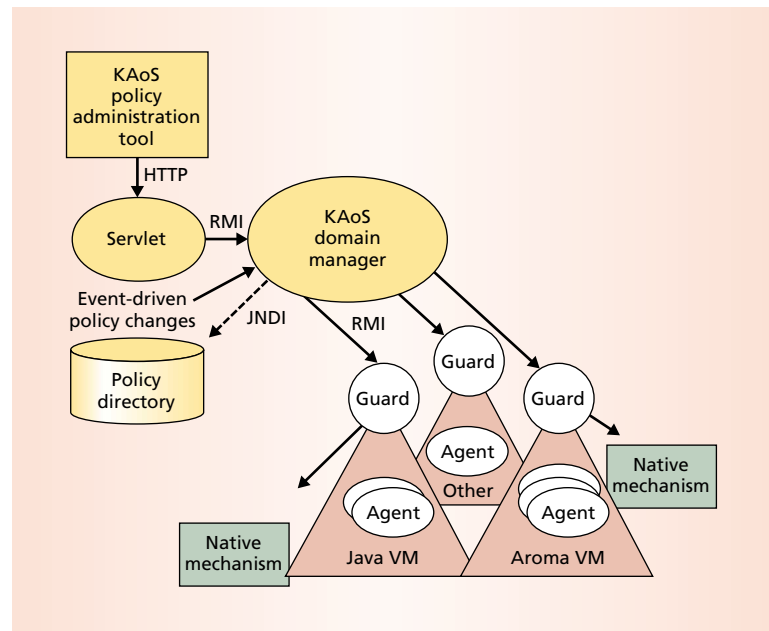 KAoS
policy
administration
tool
HTTP
Servlet
RMI
KAoS
domain
manager
Event-driven
policy changes
JNDI
RMI
Policy
directory
Guard
Guard
Guard
Agent
Other
Agent
Java VM
Agent
Aroma VM
Native
mechanism
Native
mechanism